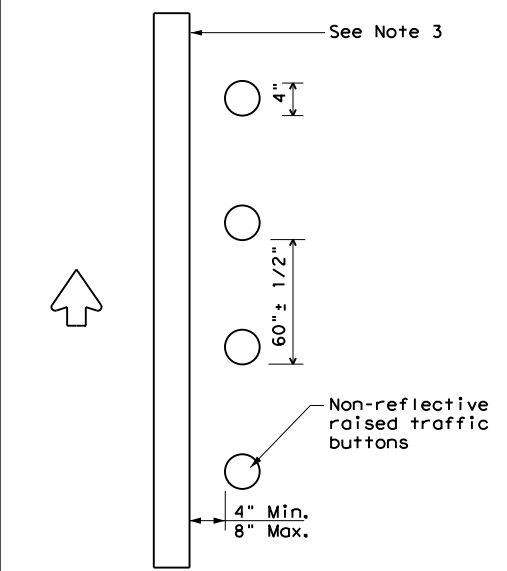 See Note 3
4"
60"± 1/2"
Non-reflective
raised traffic
buttons
4" Min.
8" Max.